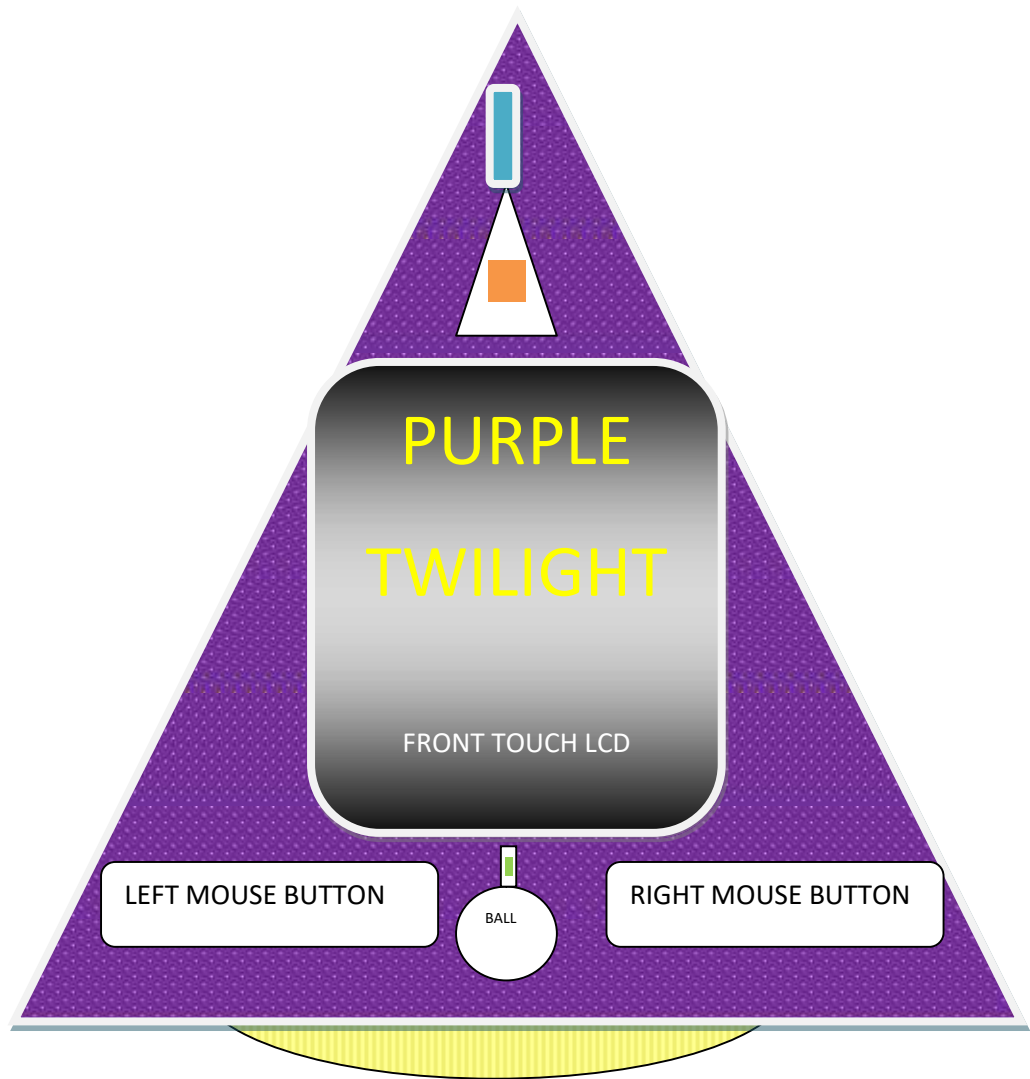 PURPLE
TWILIGHT
FRONT TOUCH LCD
LEFT MOUSE BUTTON
BALL
RIGHT MOUSE BUTTON